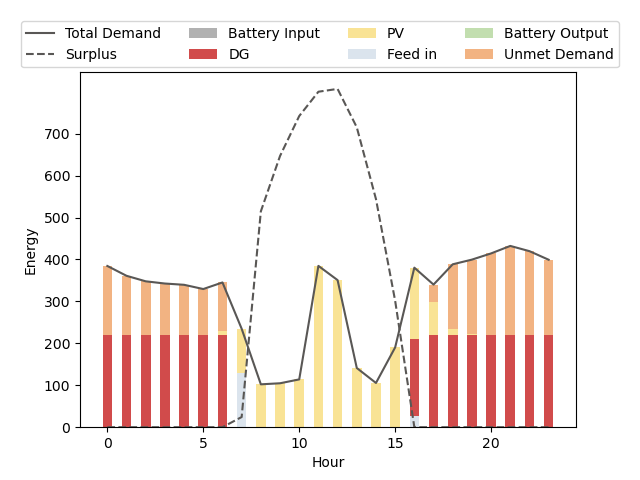 Total Demand Battery Input PV Battery Output
Surplus DG Feed in Unmet Demand
700
600
500
400
300
200
100
0
Energy
0 5 10 15 20
Hour